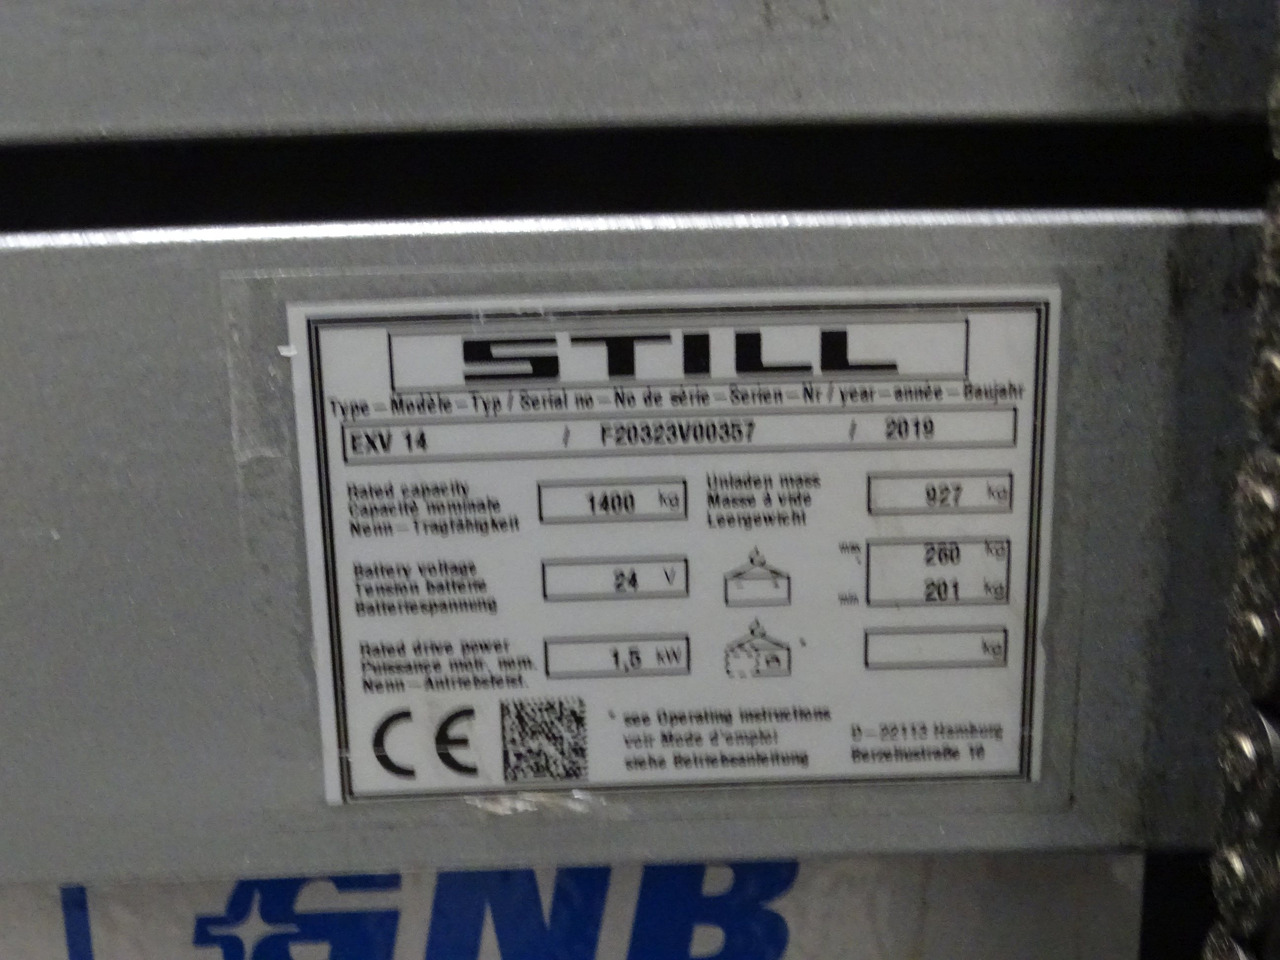 STILL
Type – Modèle – Typ / Serial no – No de série – Serien – Nr / year – année – Baujahr
EXV 14 / F20323V00357 / 2019
Rated capacity
Capacité nominale
Nenn – Tragfähigkeit
1400 kg
Unladen mass
Masse à vide
Leergewicht
927 kg
Battery voltage
Tension batterie
Batteriespannung
24 V
260 kg
201 kg
Rated drive power
Puissance motr. nom.
Nenn – Antriebsleist.
1,5 kW
* kg
CE
* see Operating instructions
voir Mode d'emploi
siehe Betriebsanleitung
D – 22113 Hamburg
Berzeliusstraße 10
GNB